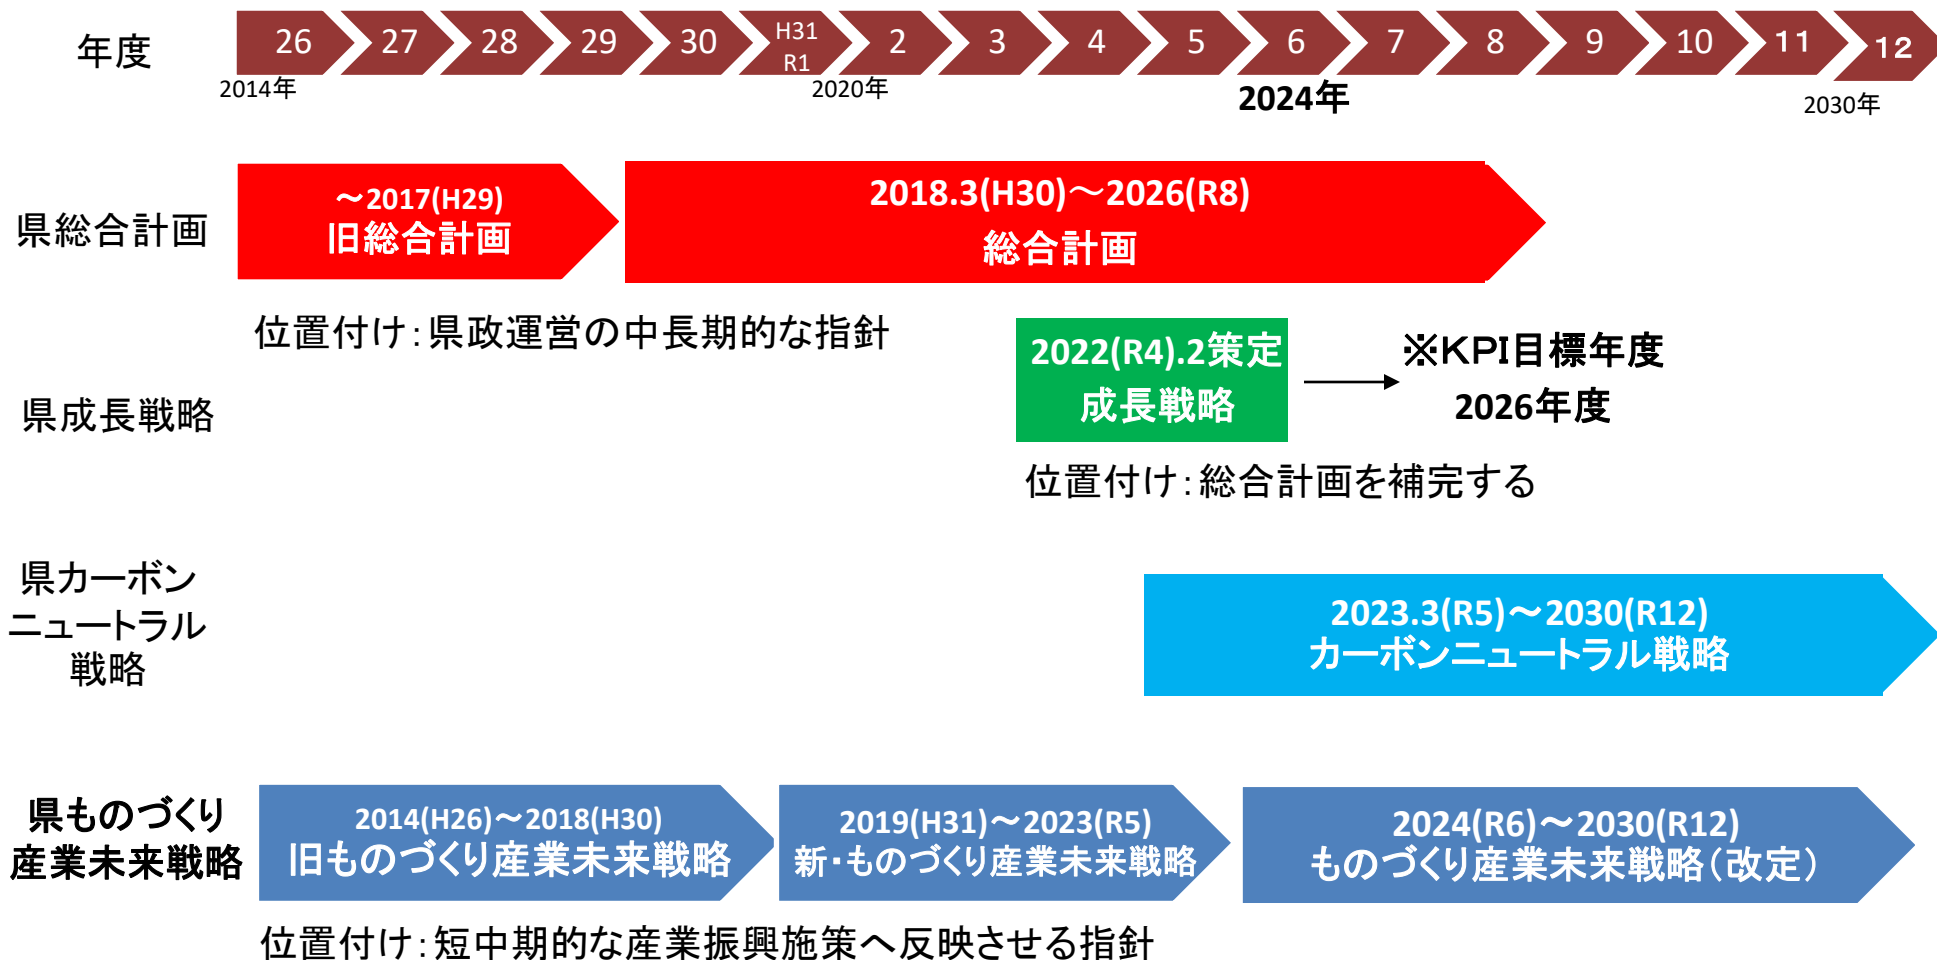 年度
26 27 28 29 30 H31 R1 2 3 4 5 6 7 8 9 10 11 12
2014年 2020年 2024年 2030年
県総合計画
～2017(H29)
旧総合計画
2018.3(H30)～2026(R8)
総合計画
位置付け：県政運営の中長期的な指針
県成長戦略
2022(R4).2策定
成長戦略
※KPI目標年度
2026年度
位置付け：総合計画を補完する
県カーボン
ニュートラル
戦略
2023.3(R5)～2030(R12)
カーボンニュートラル戦略
県ものづくり
産業未来戦略
2014(H26)～2018(H30)
旧ものづくり産業未来戦略
2019(H31)～2023(R5)
新・ものづくり産業未来戦略
2024(R6)～2030(R12)
ものづくり産業未来戦略（改定）
位置付け：短中期的な産業振興施策へ反映させる指針